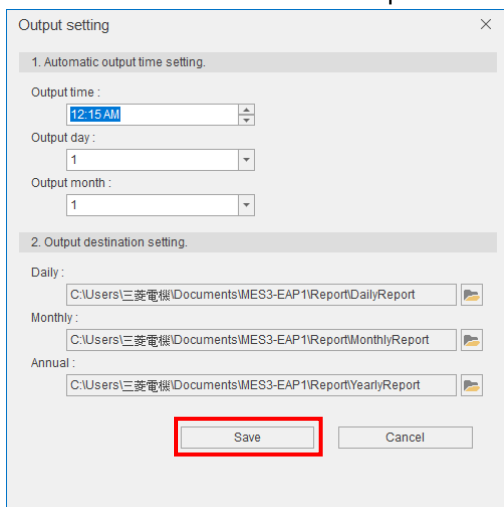 Output setting
1. Automatic output time setting.
Output time :
12:15 AM
Output day :
1
Output month :
1
2. Output destination setting.
Daily :
C:\Users\三菱電機\Documents\MES3-EAP1\Report\DailyReport
Monthly :
C:\Users\三菱電機\Documents\MES3-EAP1\Report\MonthlyReport
Annual :
C:\Users\三菱電機\Documents\MES3-EAP1\Report\YearlyReport
Save Cancel